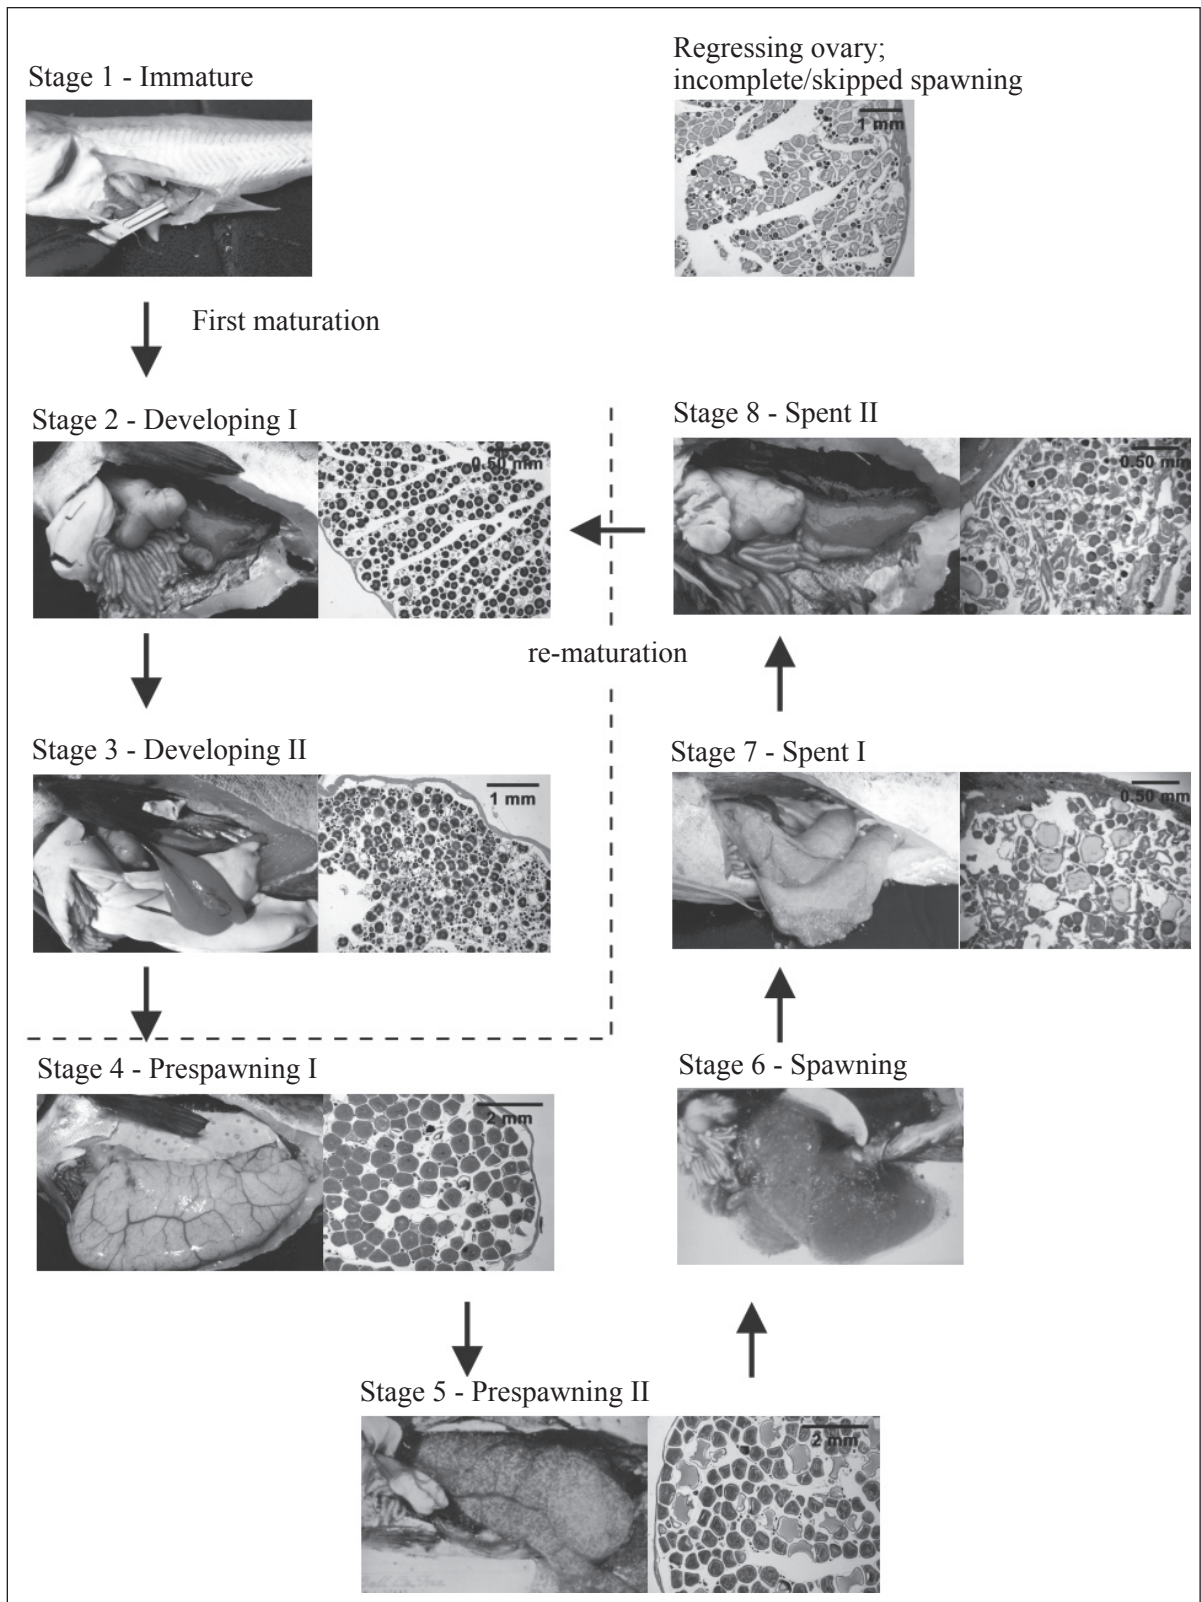 Stage 1 - Immature
Regressing ovary;
incomplete/skipped spawning
1 mm
First maturation
Stage 2 - Developing I
0.50 mm
Stage 8 - Spent II
0.50 mm
re-maturation
Stage 3 - Developing II
1 mm
Stage 7 - Spent I
0.50 mm
Stage 4 - Prespawning I
2 mm
Stage 6 - Spawning
Stage 5 - Prespawning II
2 mm